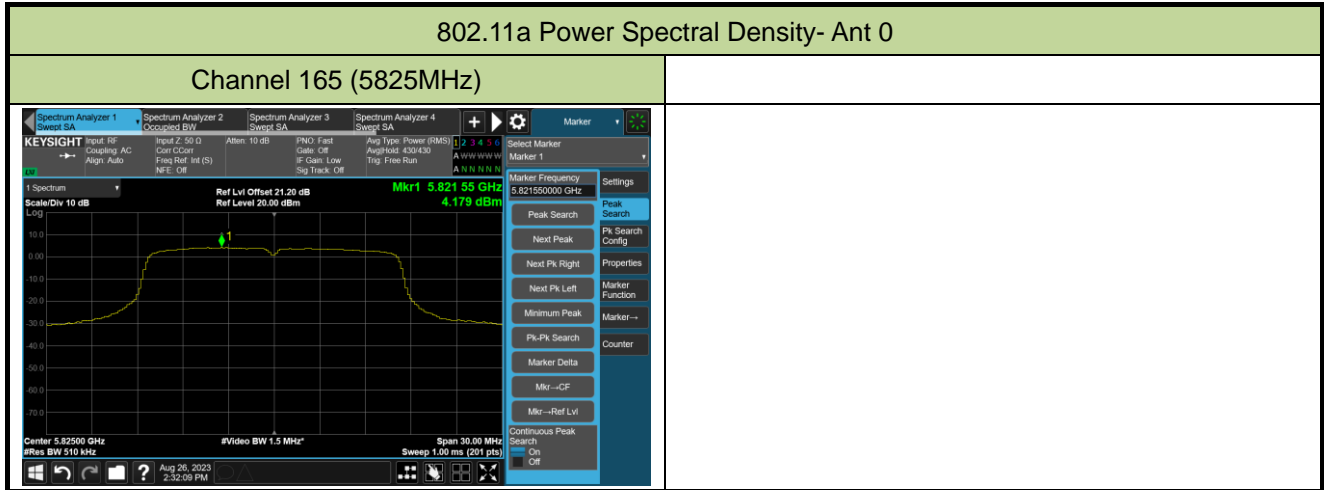 802.11a Power Spectral Density- Ant 0
Channel 165 (5825MHz)
Spectrum Analyzer 1
Swept SA
Spectrum Analyzer 2
Occupied BW
Spectrum Analyzer 3
Swept SA
Spectrum Analyzer 4
Swept SA
Marker
KEYSIGHT
Input: RF
Coupling: AC
Align: Auto
Input Z: 50 Ω
Corr CCorr
Freq Ref: Int (S)
NFE: Off
Atten: 10 dB
PNO: Fast
Gate: Off
IF Gain: Low
Sig Track: Off
Avg Type: Power (RMS)
Avg|Hold: 430/430
Trig: Free Run
1 2 3 4 5 6
A W W W W W
A N N N N N
LXI
1 Spectrum
Scale/Div 10 dB
Log
Ref Lvl Offset 21.20 dB
Ref Level 20.00 dBm
Mkr1 5.821 55 GHz
4.179 dBm
1
10.0
0.00
-10.0
-20.0
-30.0
-40.0
-50.0
-60.0
-70.0
Center 5.82500 GHz
#Res BW 510 kHz
#Video BW 1.5 MHz*
Span 30.00 MHz
Sweep 1.00 ms (201 pts)
Select Marker
Marker 1
Marker Frequency
5.821550000 GHz
Peak Search
Next Peak
Next Pk Right
Next Pk Left
Minimum Peak
Pk-Pk Search
Marker Delta
Mkr→CF
Mkr→Ref Lvl
Continuous Peak
Search
On
Off
Settings
Peak
Search
Pk Search
Config
Properties
Marker
Function
Marker→
Counter
?
Aug 26, 2023
2:32:09 PM